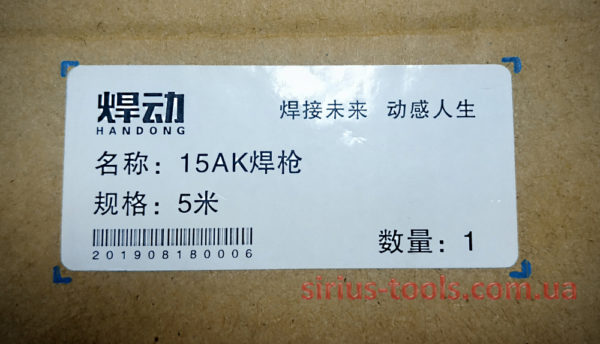 焊动
HANDONG
焊接未来 动感人生
名称：15AK焊枪
规格：5米
201908180006
数量：1
sirius-tools.com.ua